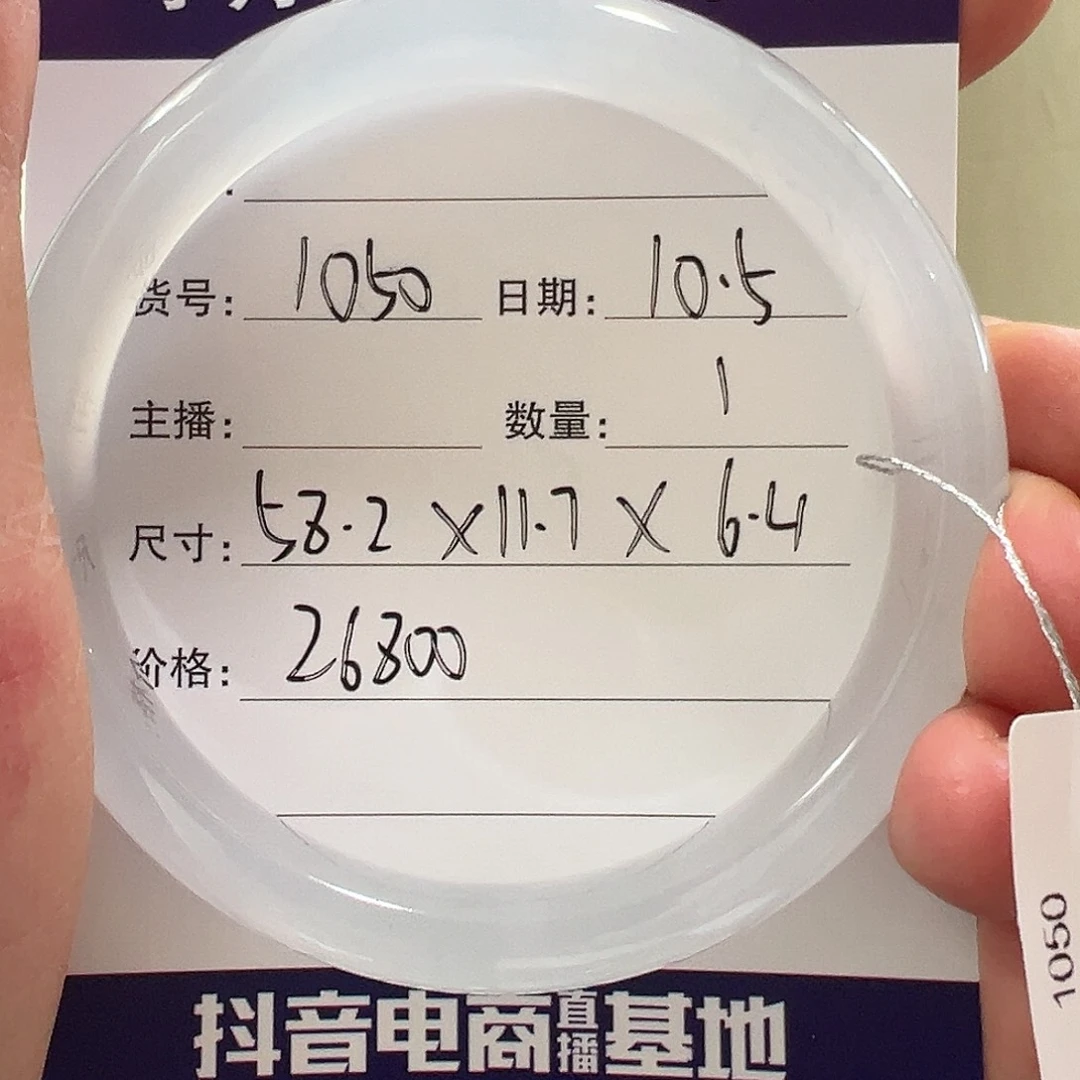 货号: 1050 日期: 10.5
主播: 数量: 1
尺寸: 58.2 X 11.7 X 6.4
价格: 26800
抖音电商直播基地
1050